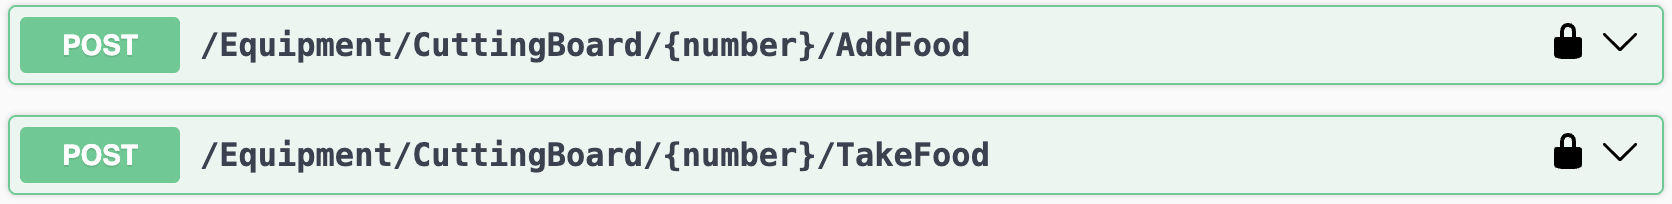 POST /Equipment/CuttingBoard/{number}/AddFood
POST /Equipment/CuttingBoard/{number}/TakeFood